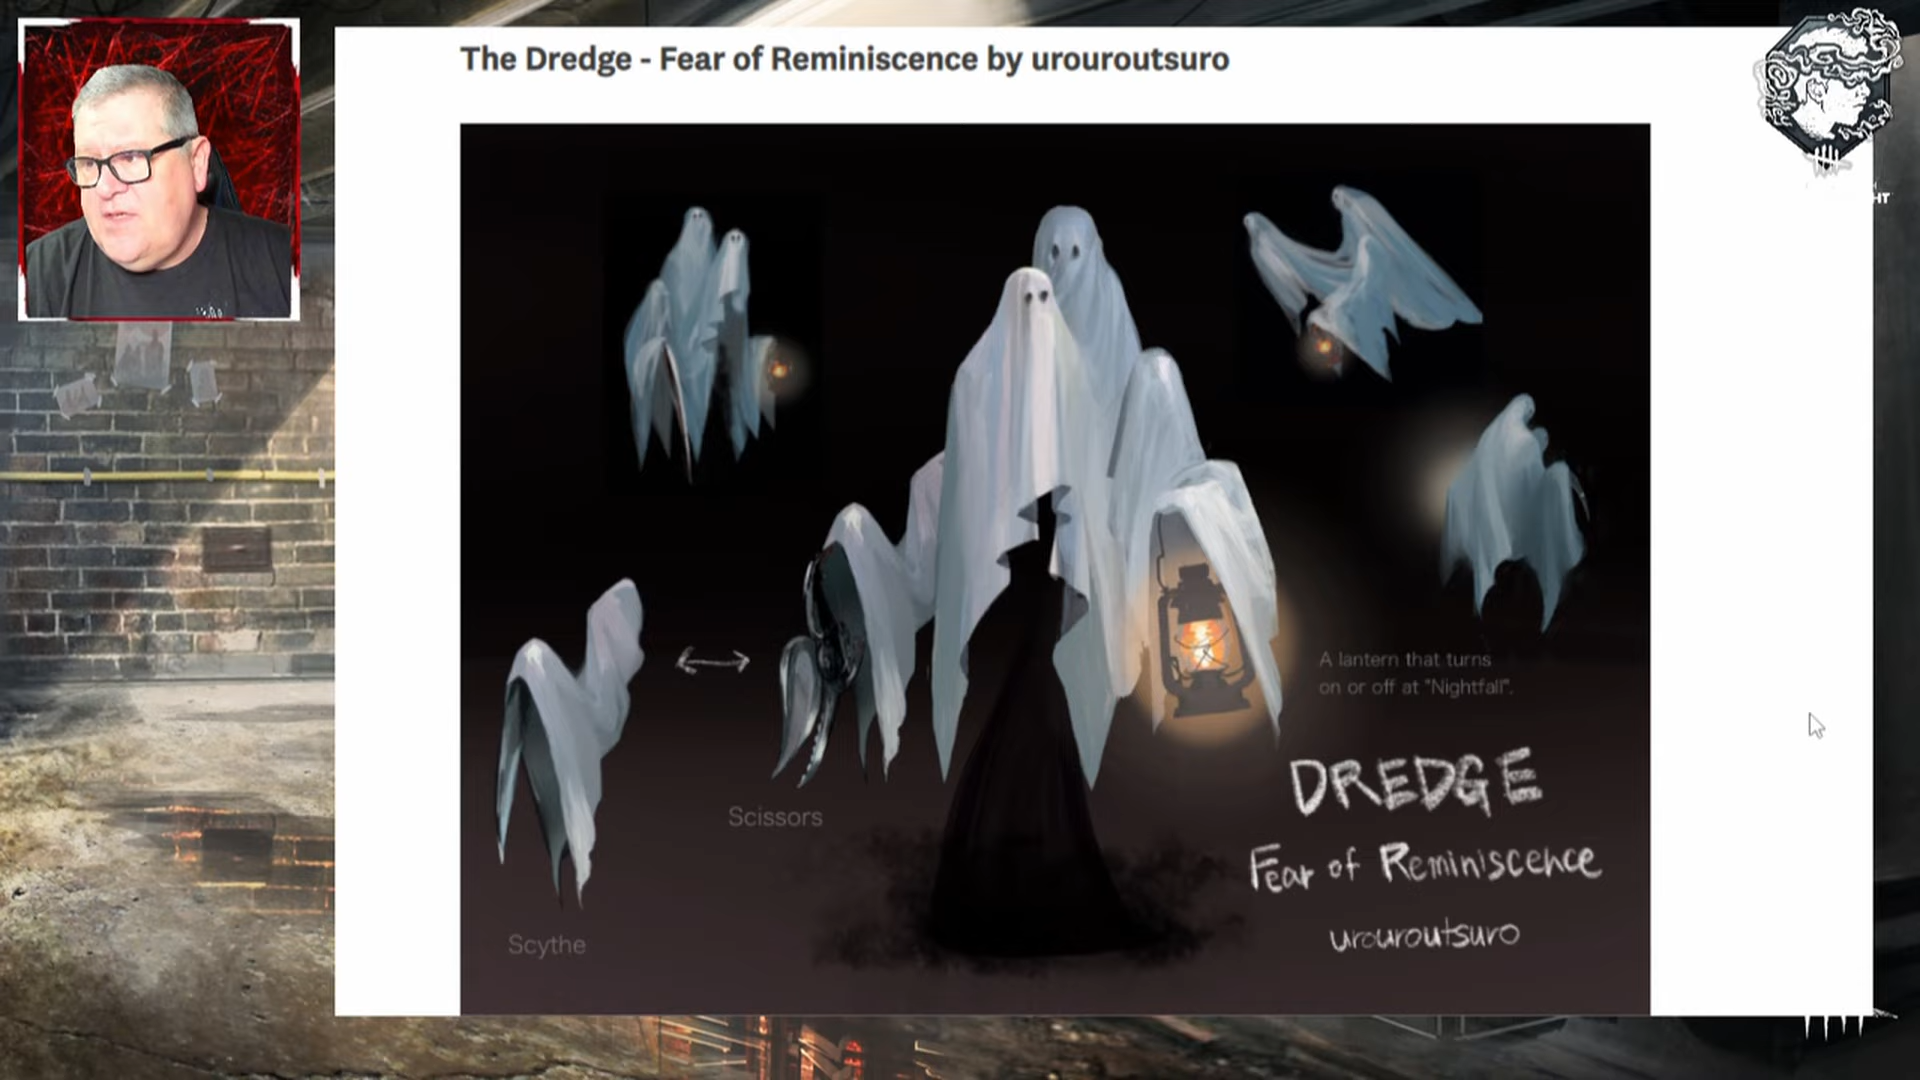 The Dredge - Fear of Reminiscence by urouroutsuro
HT
A lantern that turns
on or off at "Nightfall".
DREDGE
Fear of Reminiscence
urouroutsuro
Scissors
Scythe